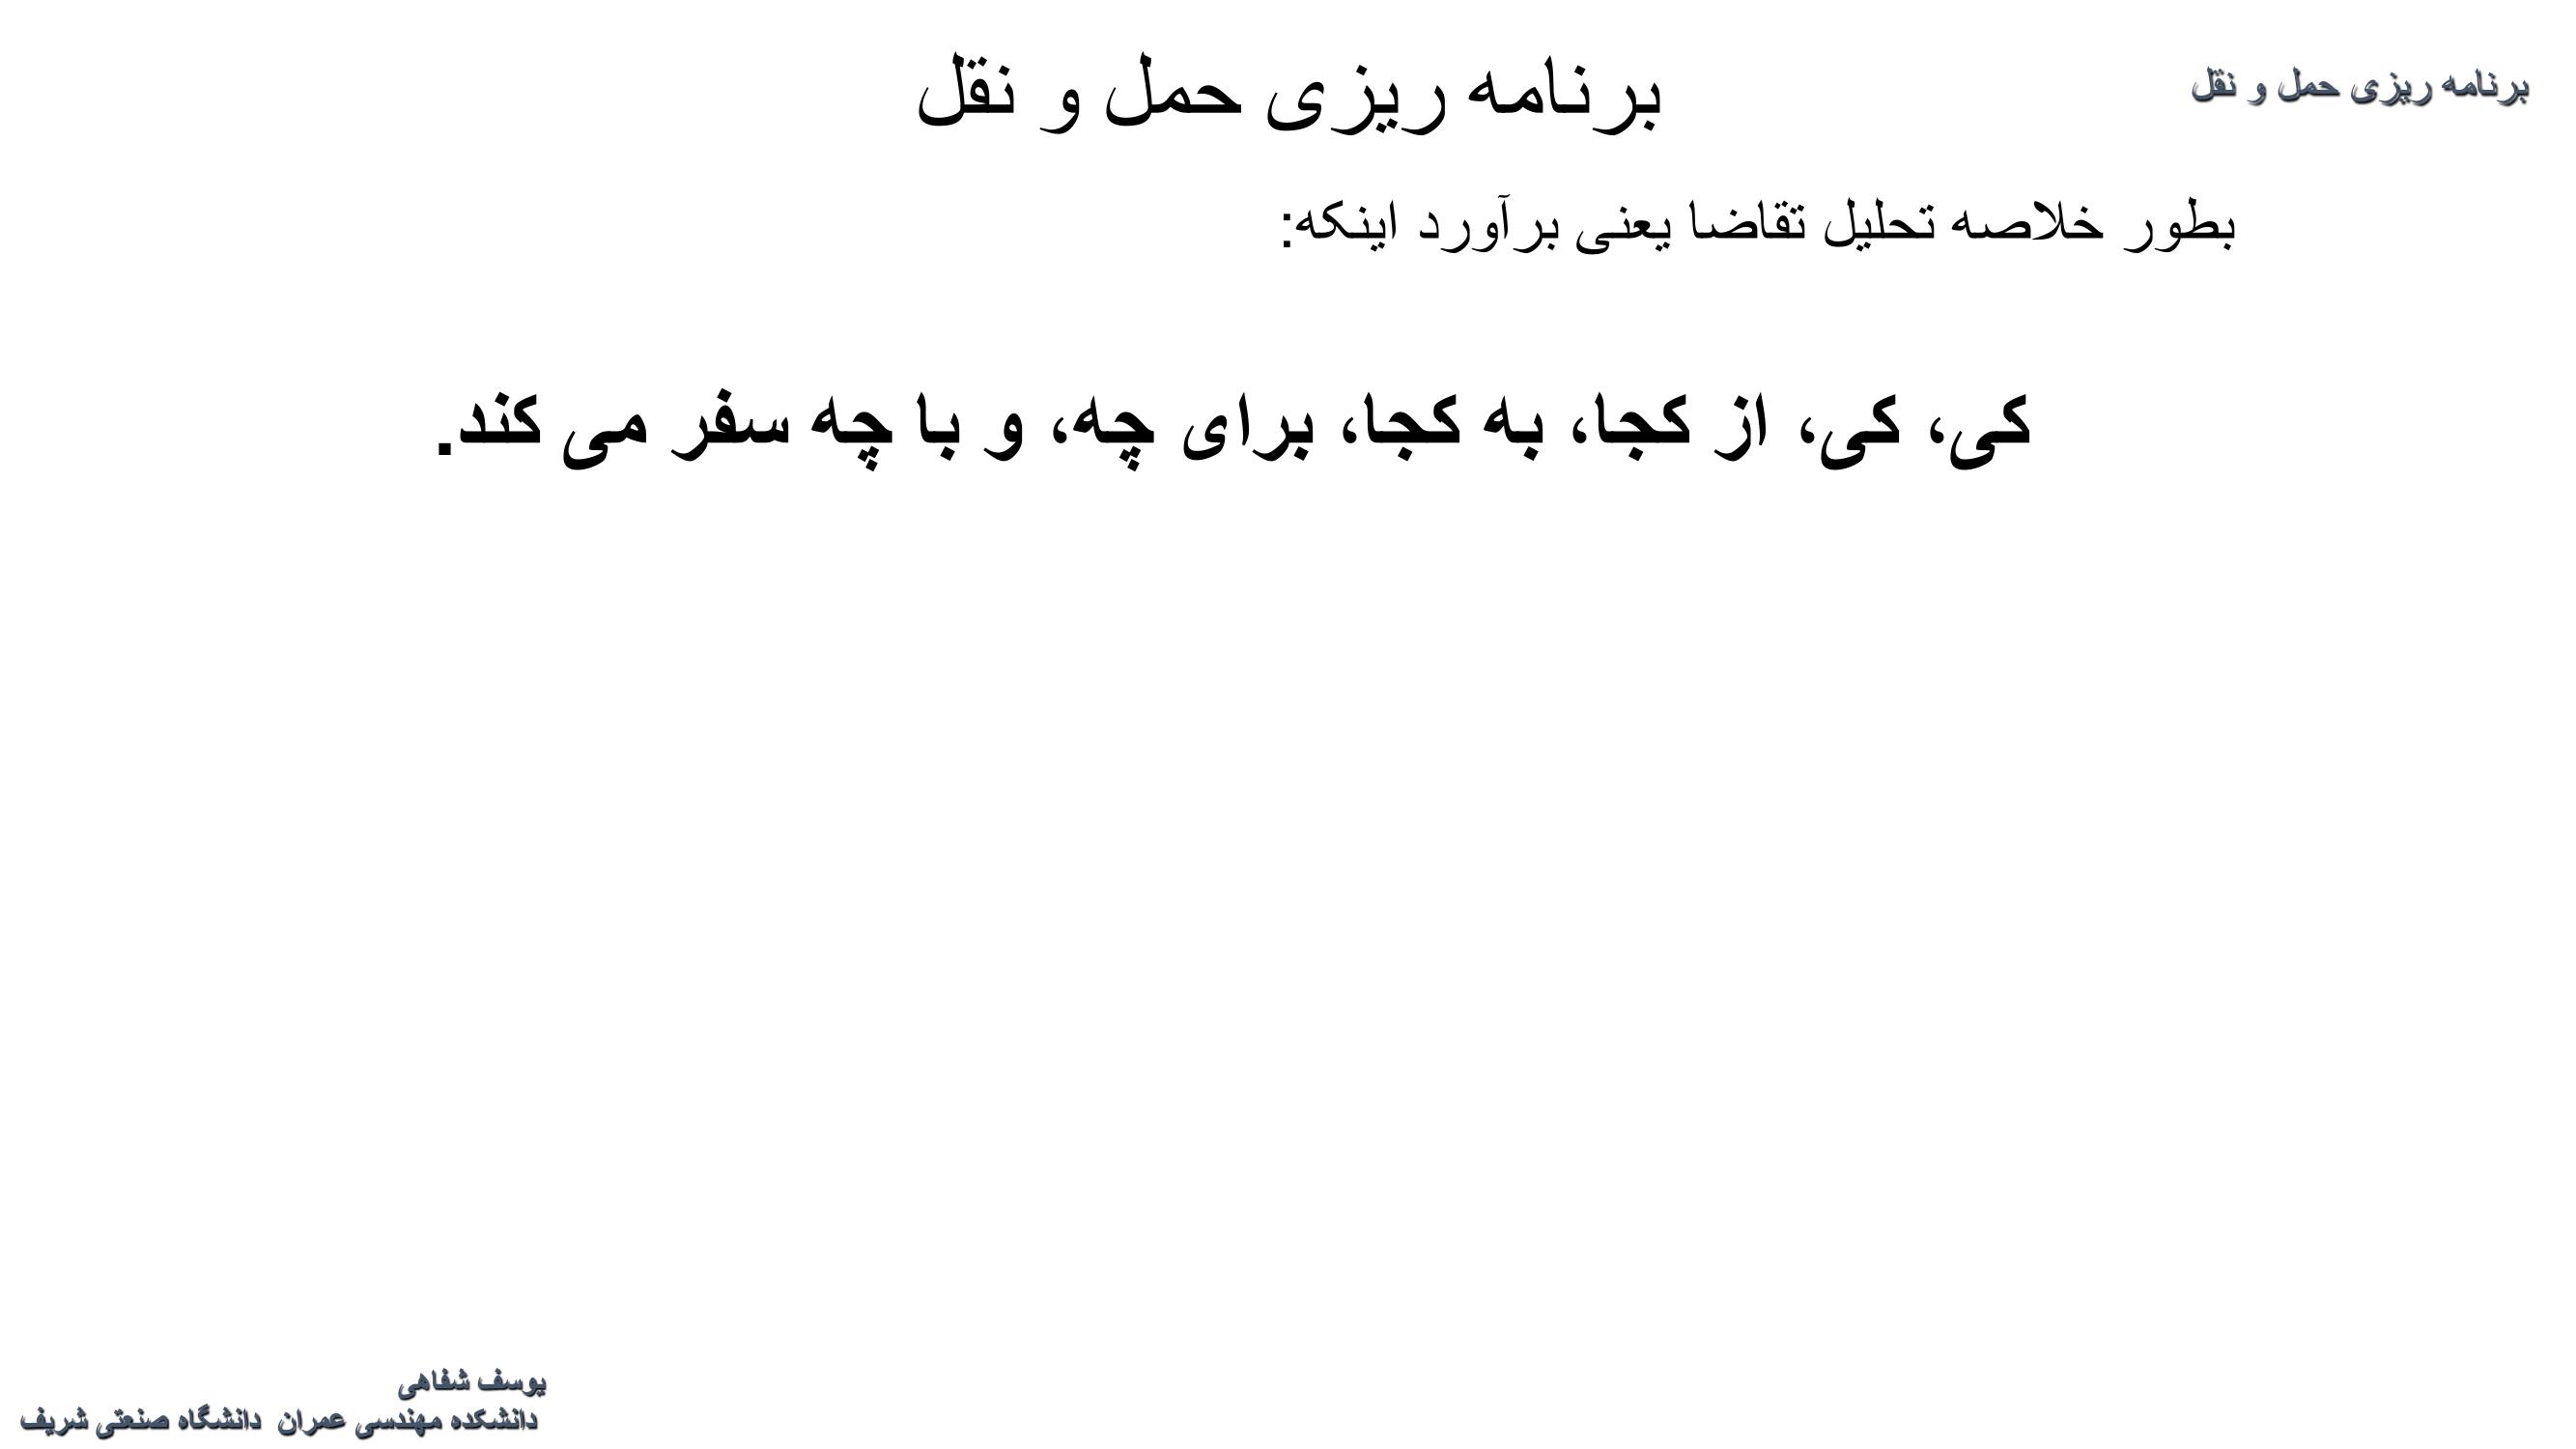 برنامه ریزی حمل و نقل
برنامه ریزی حمل و نقل
بطور خلاصه تحلیل تقاضا یعنی برآورد اینکه:
کی، کی، از کجا، به کجا، برای چه، و با چه سفر می کند.
یوسف شفاهی
دانشکده مهندسی عمران دانشگاه صنعتی شریف